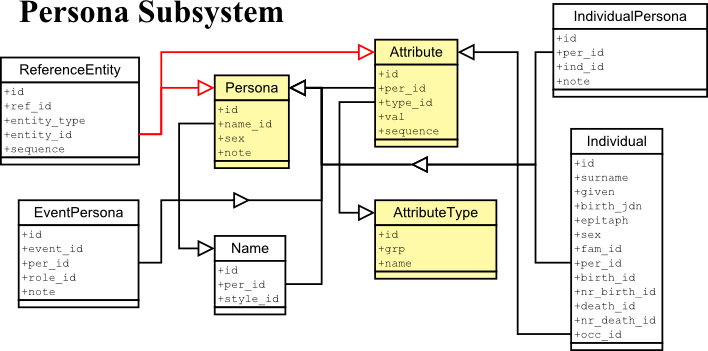 Persona Subsystem
ReferenceEntity
+id
+ref_id
+entity_type
+entity_id
+sequence
Persona
+id
+name_id
+sex
+note
Attribute
+id
+per_id
+type_id
+val
+sequence
IndividualPersona
+id
+per_id
+ind_id
+note
EventPersona
+id
+event_id
+per_id
+role_id
+note
Name
+id
+per_id
+style_id
AttributeType
+id
+grp
+name
Individual
+id
+surname
+given
+birth_jdn
+epitaph
+sex
+fam_id
+per_id
+birth_id
+nr_birth_id
+death_id
+nr_death_id
+occ_id